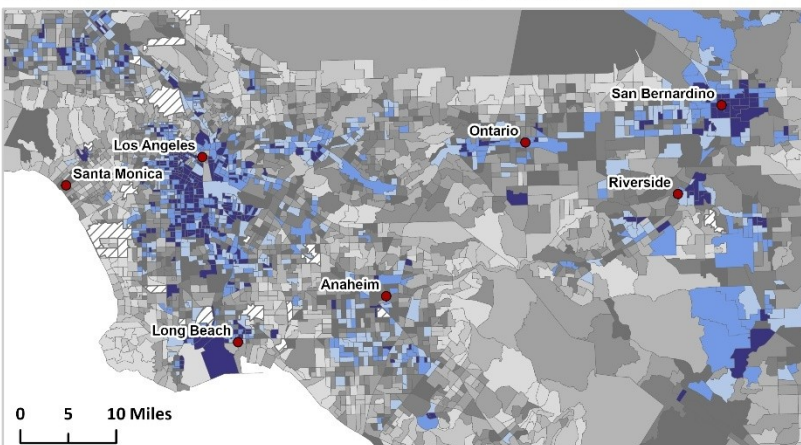 San Bernardino
Ontario
Los Angeles
Santa Monica
Riverside
Anaheim
Long Beach
0 5 10 Miles